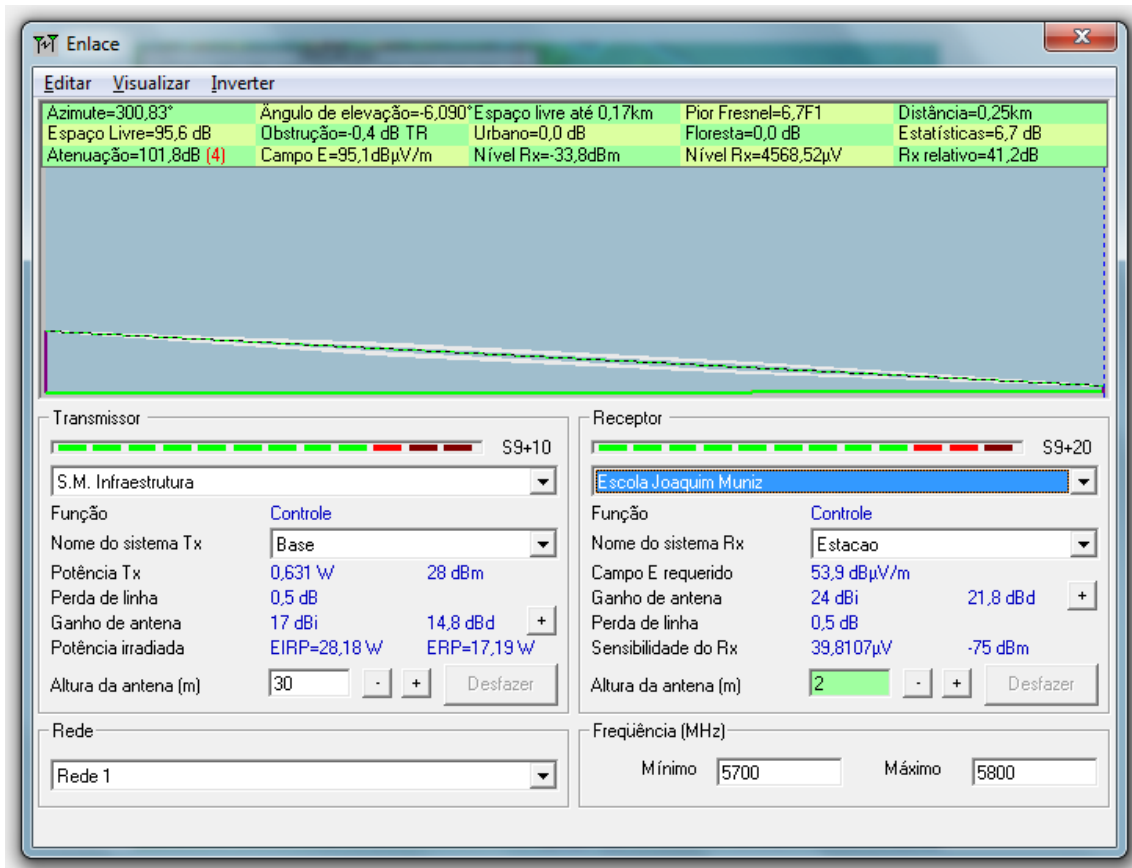 Enlace
Editar Visualizar Inverter
Azimute=300,83° Ângulo de elevação=-6,090° Espaço livre até 0,17km Pior Fresnel=6,7F1 Distância=0,25km
Espaço Livre=95,6 dB Obstrução=-0,4 dB TR Urbano=0,0 dB Floresta=0,0 dB Estatísticas=6,7 dB
Atenuação=101,8dB (4) Campo E=95,1dBµV/m Nível Rx=-33,8dBm Nível Rx=4568,52µV Rx relativo=41,2dB
Transmissor
S9+10
S.M. Infraestrutura
Função Controle
Nome do sistema Tx Base
Potência Tx 0,631 W 28 dBm
Perda de linha 0,5 dB
Ganho de antena 17 dBi 14,8 dBd +
Potência irradiada EIRP=28,18 W ERP=17,19 W
Altura da antena (m) 30 - + Desfazer
Rede
Rede 1
Receptor
S9+20
Escola Joaquim Muniz
Função Controle
Nome do sistema Rx Estacao
Campo E requerido 53,9 dBµV/m
Ganho de antena 24 dBi 21,8 dBd +
Perda de linha 0,5 dB
Sensibilidade do Rx 39,8107µV -75 dBm
Altura da antena (m) 2 - + Desfazer
Freqüência (MHz)
Mínimo 5700 Máximo 5800